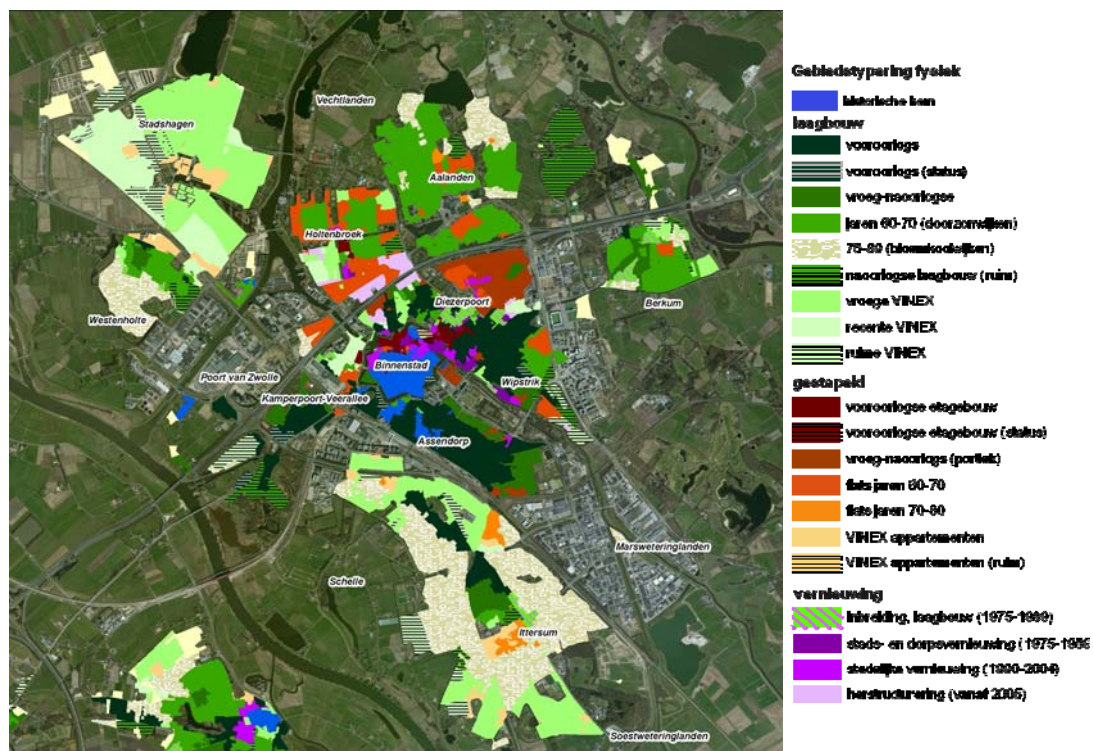 Vechtlanden
Stadshagen
Aalanden
Holtenbroek
Westenholte
Diezerpoort
Berkum
Poort van Zwolle
Binnenstad
Wipstrik
Kamperpoort-Veerallee
Assendorp
Marsweteringlanden
Schelle
Ittersum
Soestweteringlanden
Gebiedstypering fysiek
historische kern
laagbouw
vooroorlogs
vooroorlogs (status)
vroeg-naoorlogse
jaren 60-70 (doorzonwijken)
75-89 (bloemkoolwijken)
naoorlogse laagbouw (ruim)
vroege VINEX
recente VINEX
ruime VINEX
gestapeld
vooroorlogse etagebouw
vooroorlogse etagebouw (status)
vroeg-naoorlogs (portiek)
flats jaren 60-70
flats jaren 70-80
VINEX appartementen
VINEX appartementen (ruim)
vernieuwing
inbreiding, laagbouw (1975-1989)
stads- en dorpsvernieuwing (1975-198
stedelijke vernieuwing (1990-2004)
herstructurering (vanaf 2005)